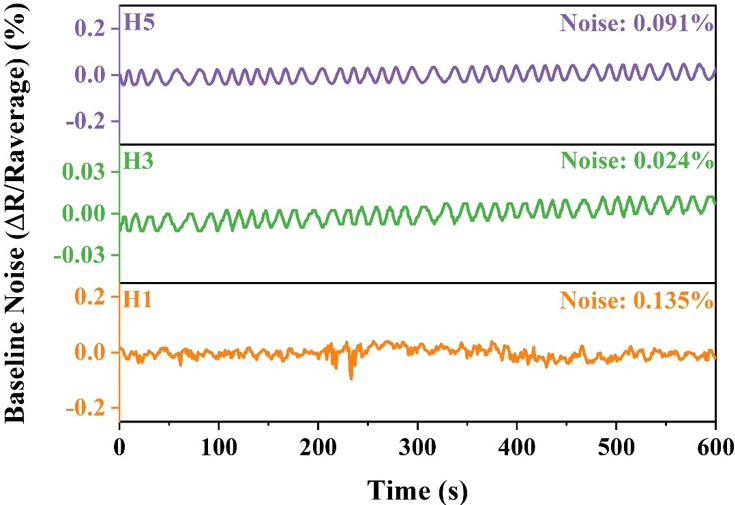 Baseline Noise (ΔR/Raverage) (%)
H5
Noise: 0.091%
0.2
0.0
-0.2
H3
Noise: 0.024%
0.03
0.00
-0.03
H1
Noise: 0.135%
0.2
0.0
-0.2
0 100 200 300 400 500 600
Time (s)